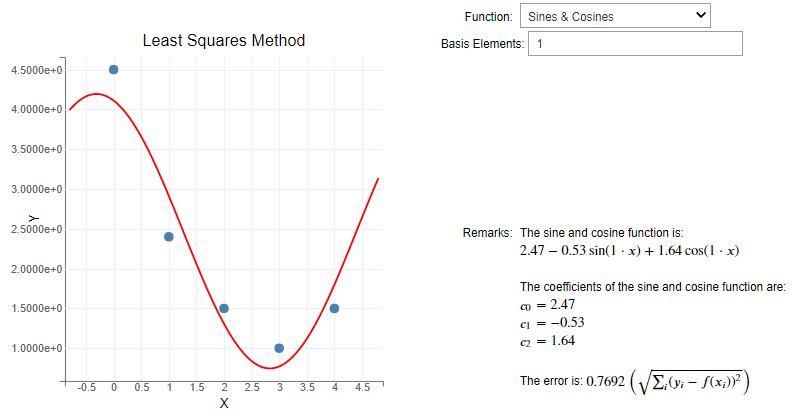 Function: Sines & Cosines
Basis Elements: 1
Least Squares Method
4.5000e+0
4.0000e+0
3.5000e+0
3.0000e+0
2.5000e+0
2.0000e+0
1.5000e+0
1.0000e+0
Y
-0.5 0 0.5 1 1.5 2 2.5 3 3.5 4 4.5
X
Remarks: The sine and cosine function is:
2.47 − 0.53 sin(1 · x) + 1.64 cos(1 · x)
The coefficients of the sine and cosine function are:
c₀ = 2.47
c₁ = −0.53
c₂ = 1.64
The error is: 0.7692 (√∑ᵢ(yᵢ − f(xᵢ))²)